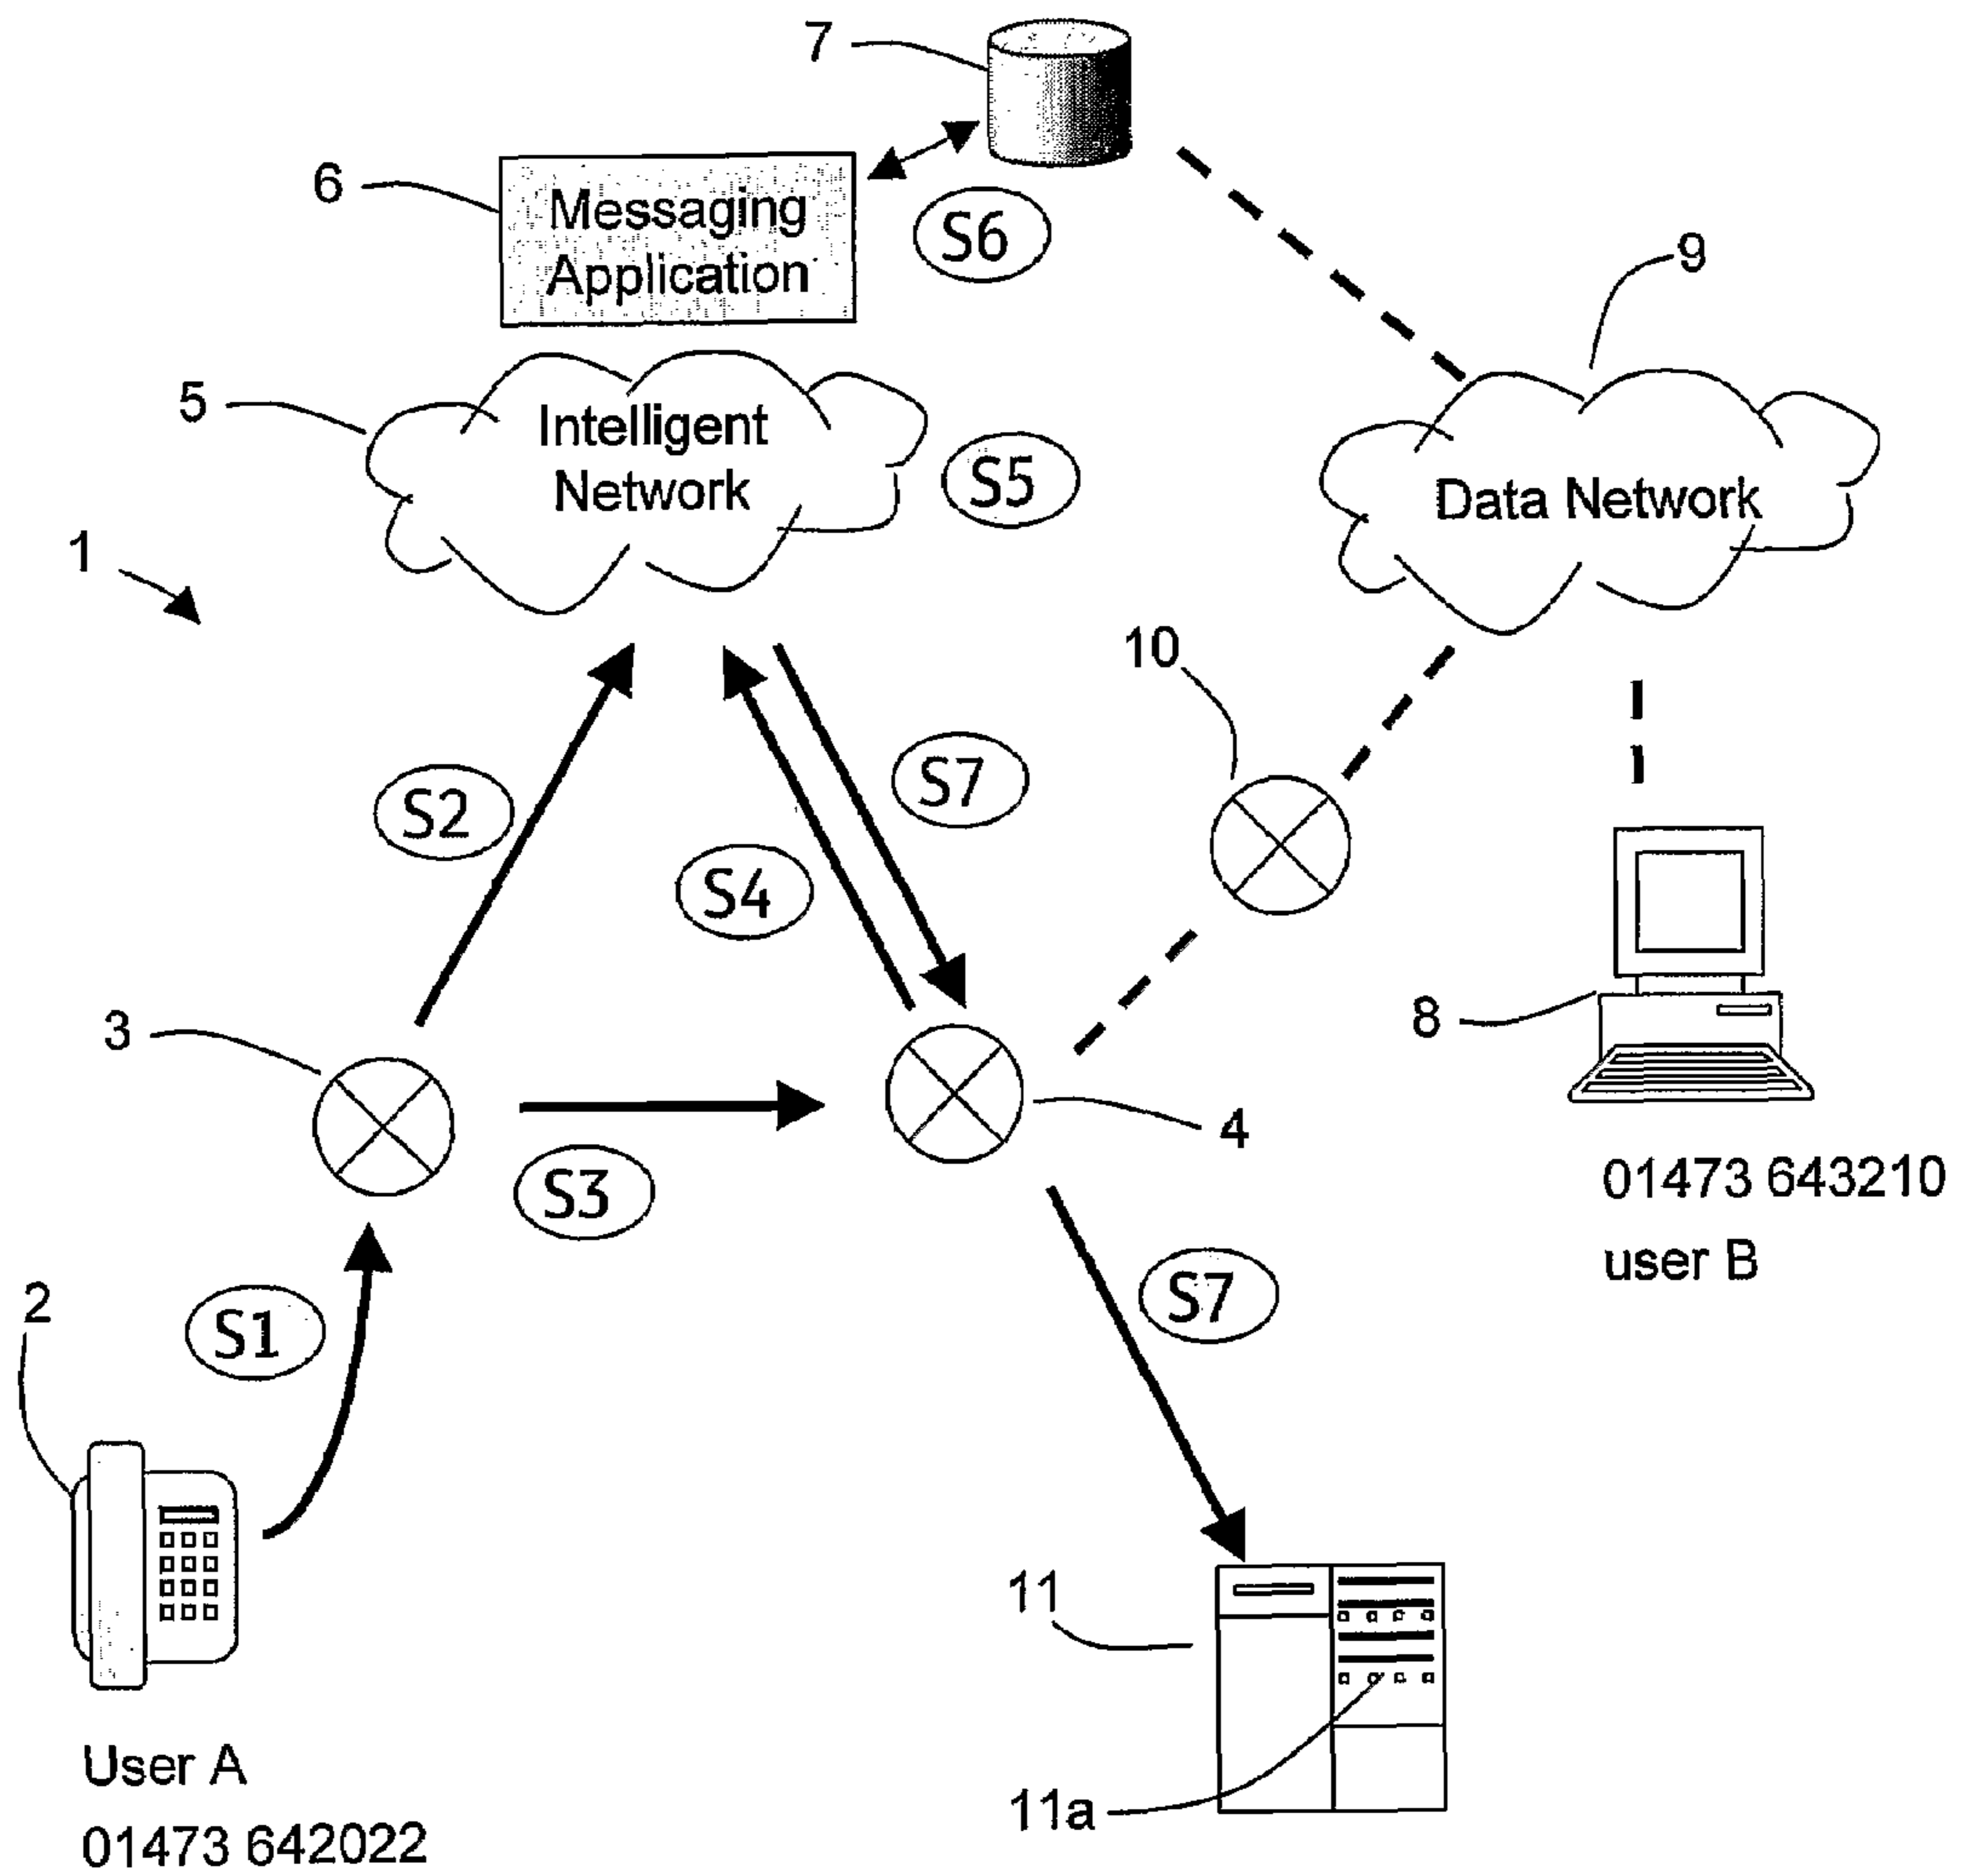 7
6
Messaging
Application
S6
9
5
Intelligent
Network
S5
Data Network
1
10
S2
S7
S4
3
8
4
S3
01473 643210
user B
2
S1
S7
11
User A
11a
01473 642022